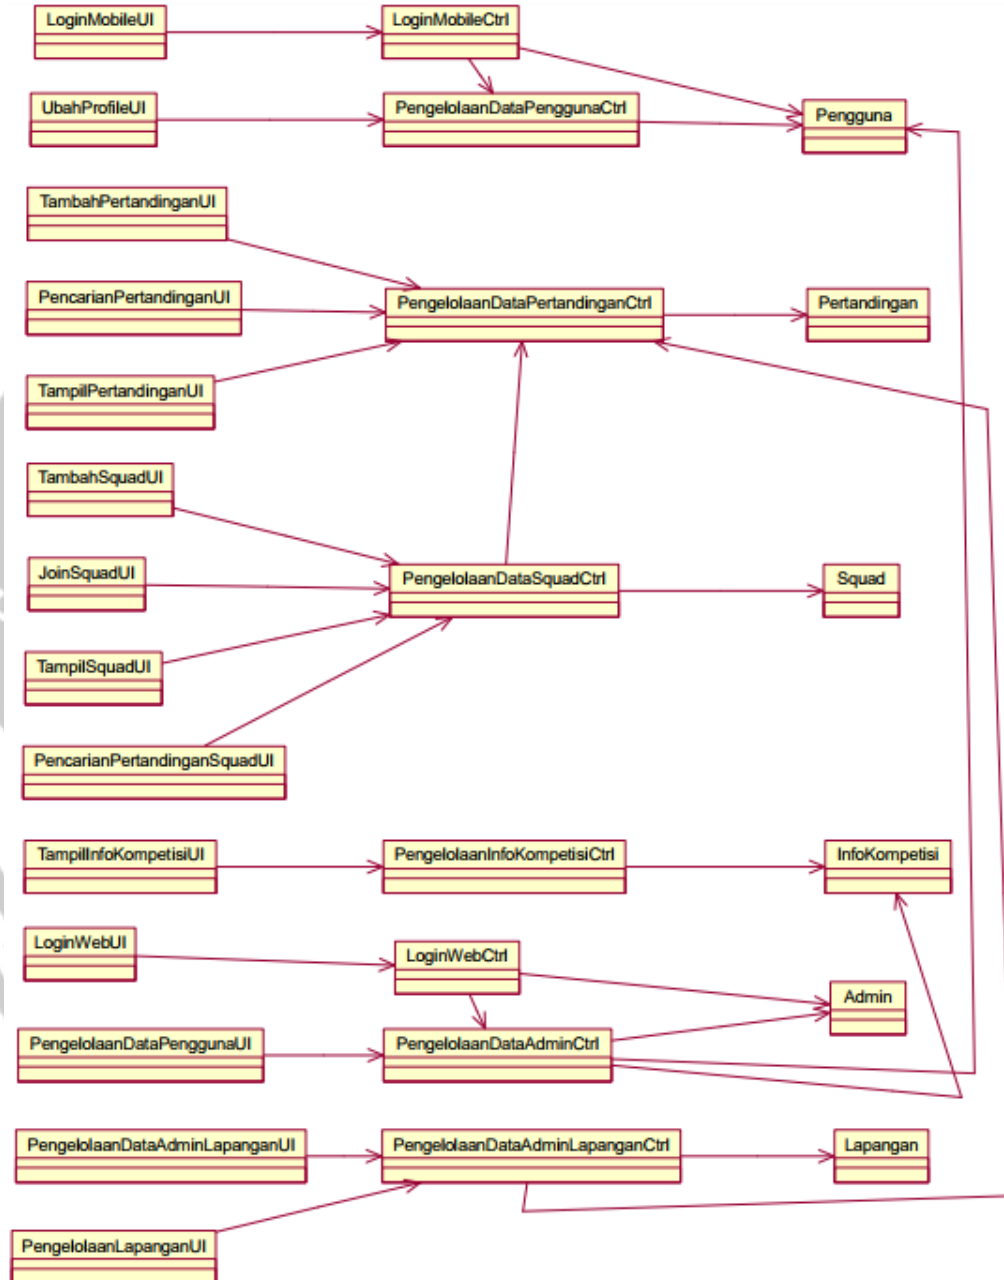 LoginMobileUI
LoginMobileCtrl
UbahProfileUI
PengelolaanDataPenggunaCtrl
Pengguna
TambahPertandinganUI
PencarianPertandinganUI
PengelolaanDataPertandinganCtrl
Pertandingan
TampilPertandinganUI
TambahSquadUI
JoinSquadUI
PengelolaanDataSquadCtrl
Squad
TampilSquadUI
PencarianPertandinganSquadUI
TampilInfoKompetisiUI
PengelolaanInfoKompetisiCtrl
InfoKompetisi
LoginWebUI
LoginWebCtrl
Admin
PengelolaanDataPenggunaUI
PengelolaanDataAdminCtrl
PengelolaanDataAdminLapanganUI
PengelolaanDataAdminLapanganCtrl
Lapangan
PengelolaanLapanganUI